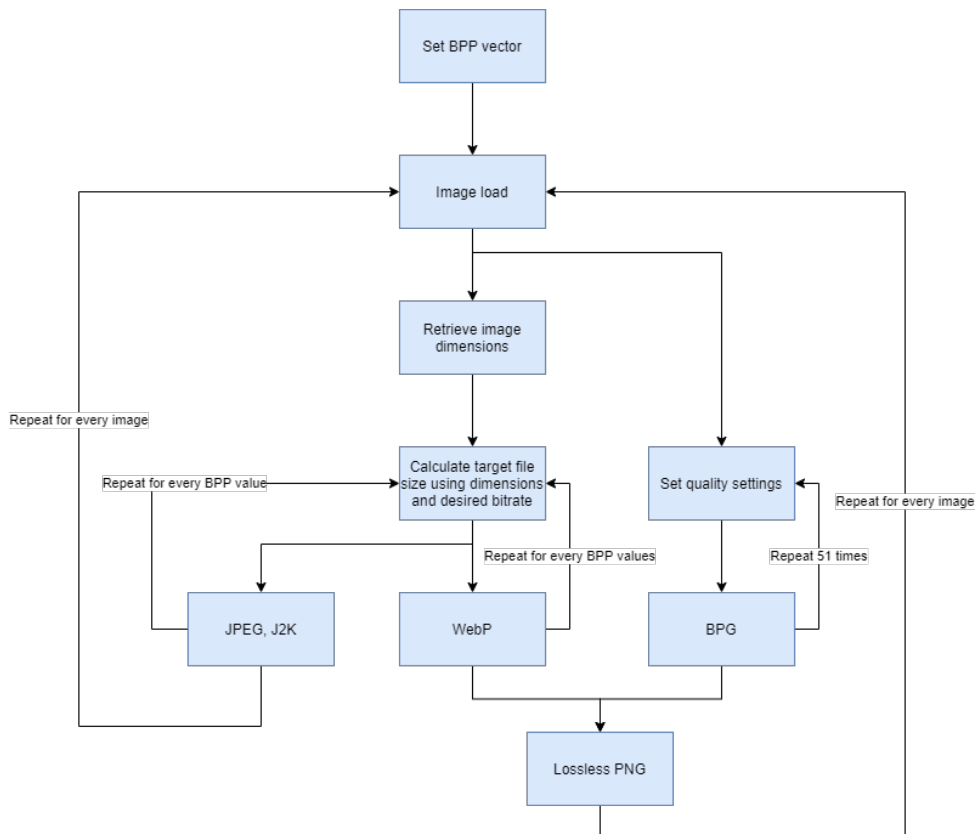 Set BPP vector
Image load
Retrieve image
dimensions
Repeat for every image
Calculate target file
size using dimensions
and desired bitrate
Repeat for every BPP value
Set quality settings
Repeat for every image
Repeat for every BPP values
Repeat 51 times
JPEG, J2K
WebP
BPG
Lossless PNG